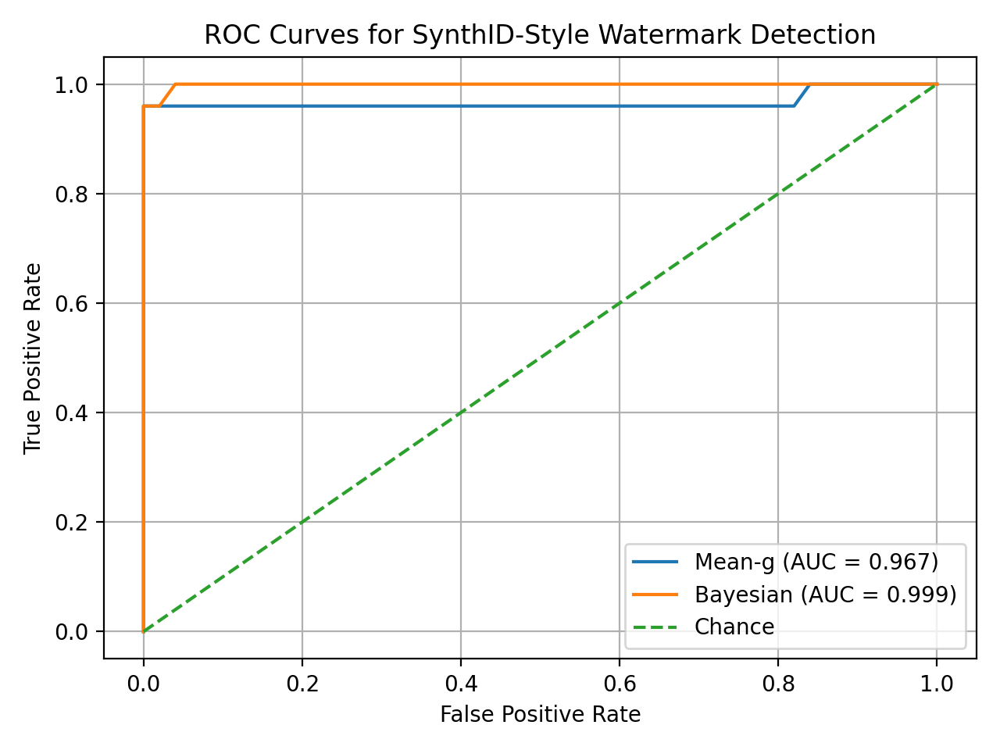 ROC Curves for SynthID-Style Watermark Detection
True Positive Rate
1.0
0.8
0.6
0.4
0.2
0.0
0.0 0.2 0.4 0.6 0.8 1.0
False Positive Rate
Mean-g (AUC = 0.967)
Bayesian (AUC = 0.999)
Chance